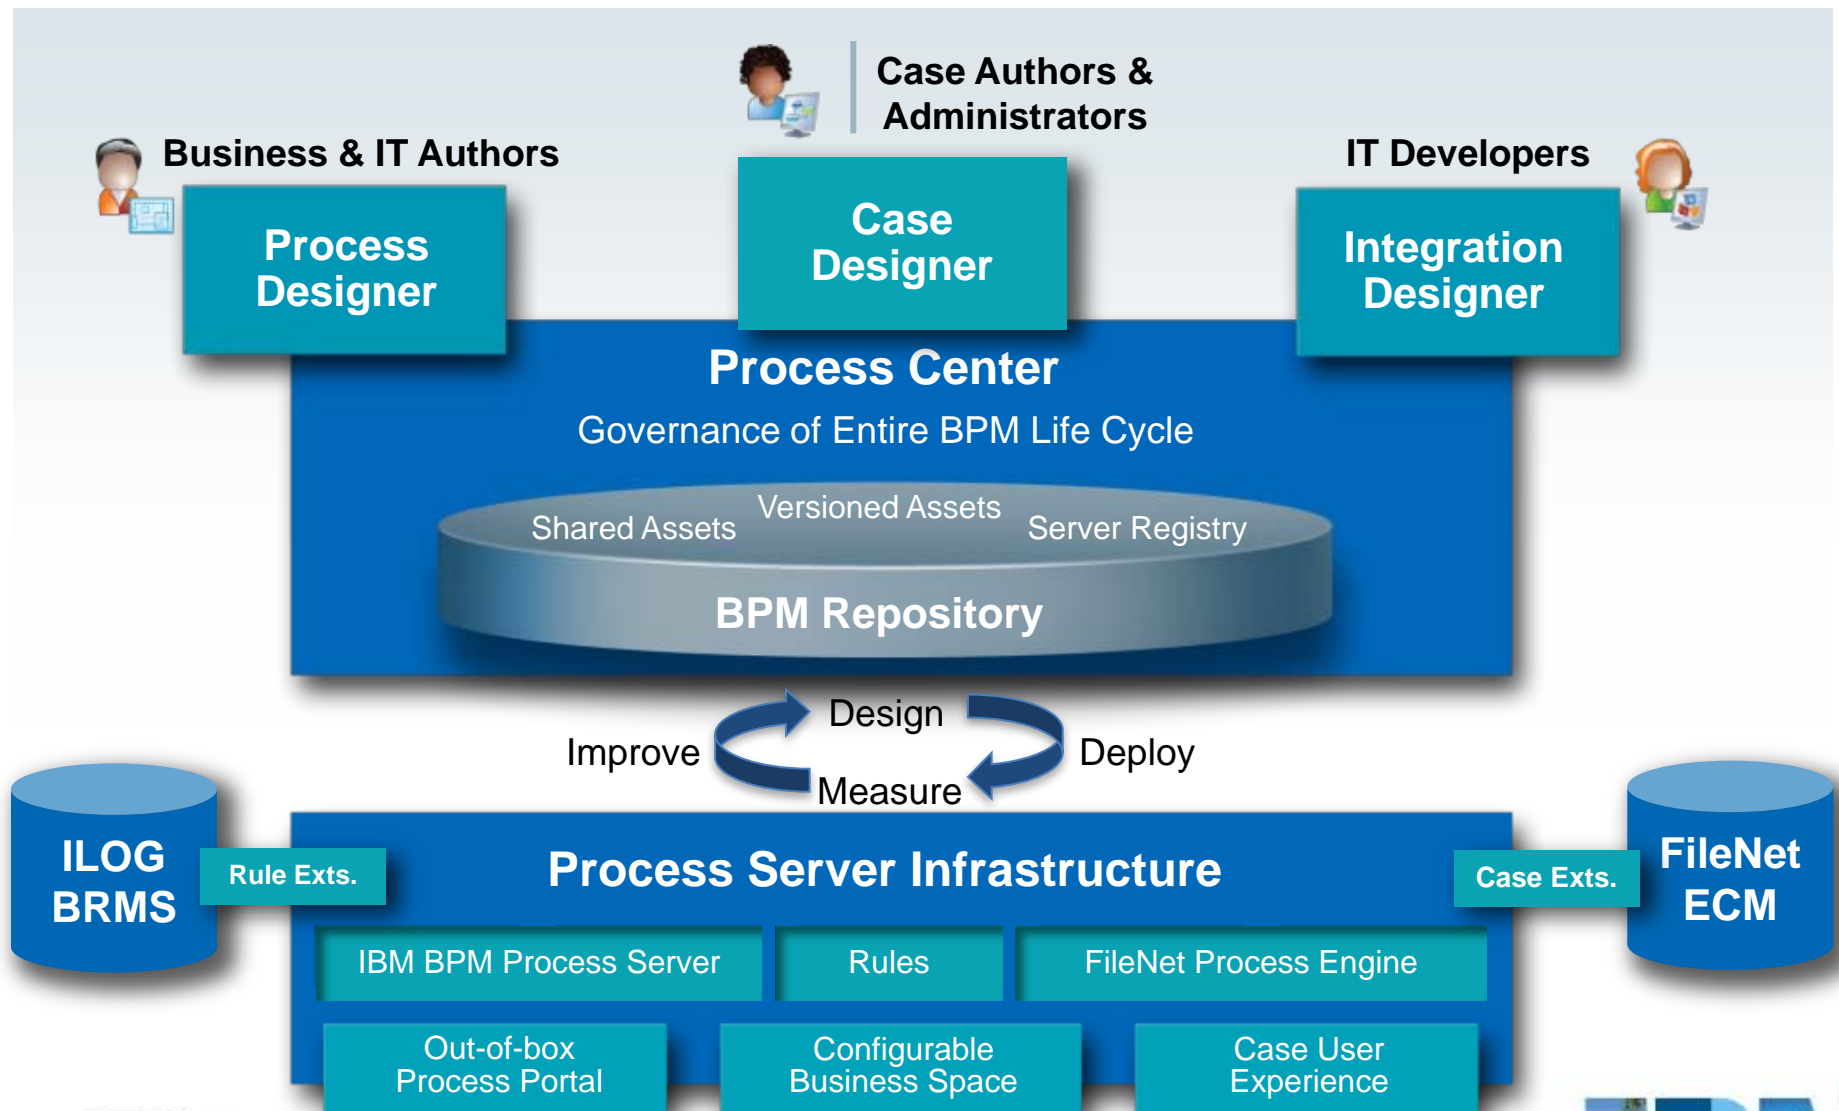 Case Authors &
Administrators
Business & IT Authors
IT Developers
Process
Designer
Case
Designer
Integration
Designer
Process Center
Governance of Entire BPM Life Cycle
Shared Assets
Versioned Assets
Server Registry
BPM Repository
Design
Improve
Deploy
Measure
ILOG
BRMS
Rule Exts.
Process Server Infrastructure
Case Exts.
FileNet
ECM
IBM BPM Process Server
Rules
FileNet Process Engine
Out-of-box
Process Portal
Configurable
Business Space
Case User
Experience